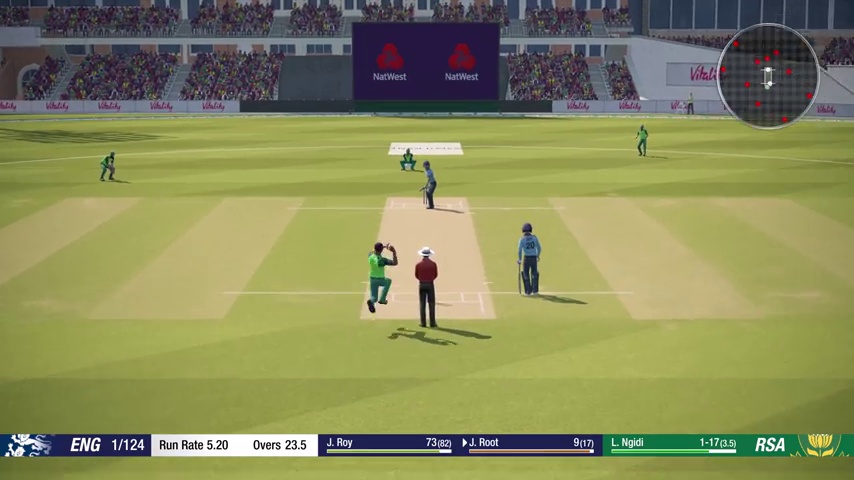 NatWest NatWest
Vitality
Vitality Vitality Vitality Vitality Vitality Vitality
20
ENG 1/124 Run Rate 5.20 Overs 23.5 J. Roy 73(82) J. Root 9(17) L. Ngidi 1-17(3.5) RSA